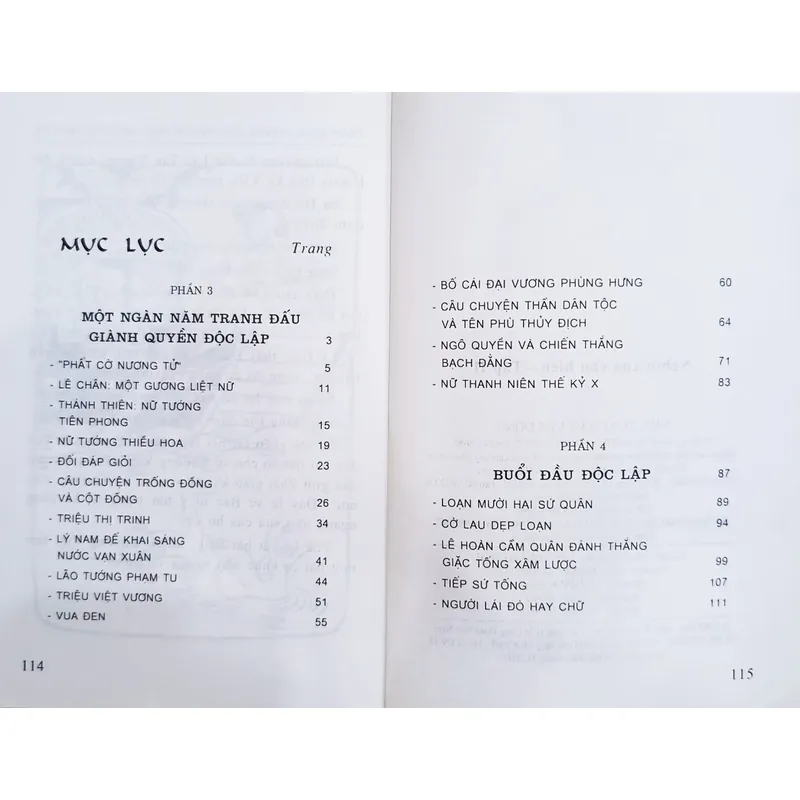 MỤC LỤC Trang
PHẦN 3
MỘT NGÀN NĂM TRANH ĐẤU
GIÀNH QUYỀN ĐỘC LẬP 3
- "PHẤT CỜ NƯƠNG TỬ" 5
- LÊ CHÂN: MỘT GƯƠNG LIỆT NỮ 11
- THÁNH THIÊN: NỮ TƯỚNG
TIÊN PHONG 15
- NỮ TƯỚNG THIỀU HOA 19
- ĐỐI ĐÁP GIỎI 23
- CÂU CHUYỆN TRỐNG ĐỒNG
VÀ CỘT ĐỒNG 26
- TRIỆU THỊ TRINH 34
- LÝ NAM ĐẾ KHAI SÁNG
NƯỚC VẠN XUÂN 41
- LÃO TƯỚNG PHẠM TU 44
- TRIỆU VIỆT VƯƠNG 51
- VUA ĐEN 55
114
- BỐ CÁI ĐẠI VƯƠNG PHÙNG HƯNG 60
- CÂU CHUYỆN THẦN DÂN TỘC
VÀ TÊN PHÙ THỦY ĐỊCH 64
- NGÔ QUYỀN VÀ CHIẾN THẮNG
BẠCH ĐẰNG 71
- NỮ THANH NIÊN THẾ KỶ X 83
PHẦN 4
BUỔI ĐẦU ĐỘC LẬP 87
- LOẠN MƯỜI HAI SỨ QUÂN 89
- CỜ LAU DẸP LOẠN 94
- LÊ HOÀN CẦM QUÂN ĐÁNH THẮNG
GIẶC TỐNG XÂM LƯỢC 99
- TIẾP SỨ TỐNG 107
- NGƯỜI LÁI ĐÒ HAY CHỮ 111
115